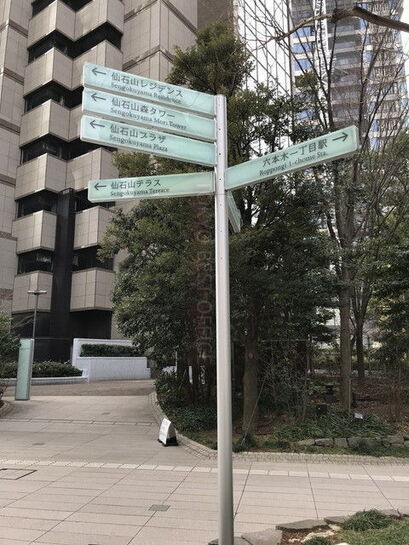 ← 仙石山レジデンス
Sengokuyama Residence
← 仙石山森タワー
Sengokuyama Mori Tower
← 仙石山プラザ
Sengokuyama Plaza
← 仙石山テラス
Sengokuyama Terrace
六本木一丁目駅 →
Roppongi 1-chome Sta.